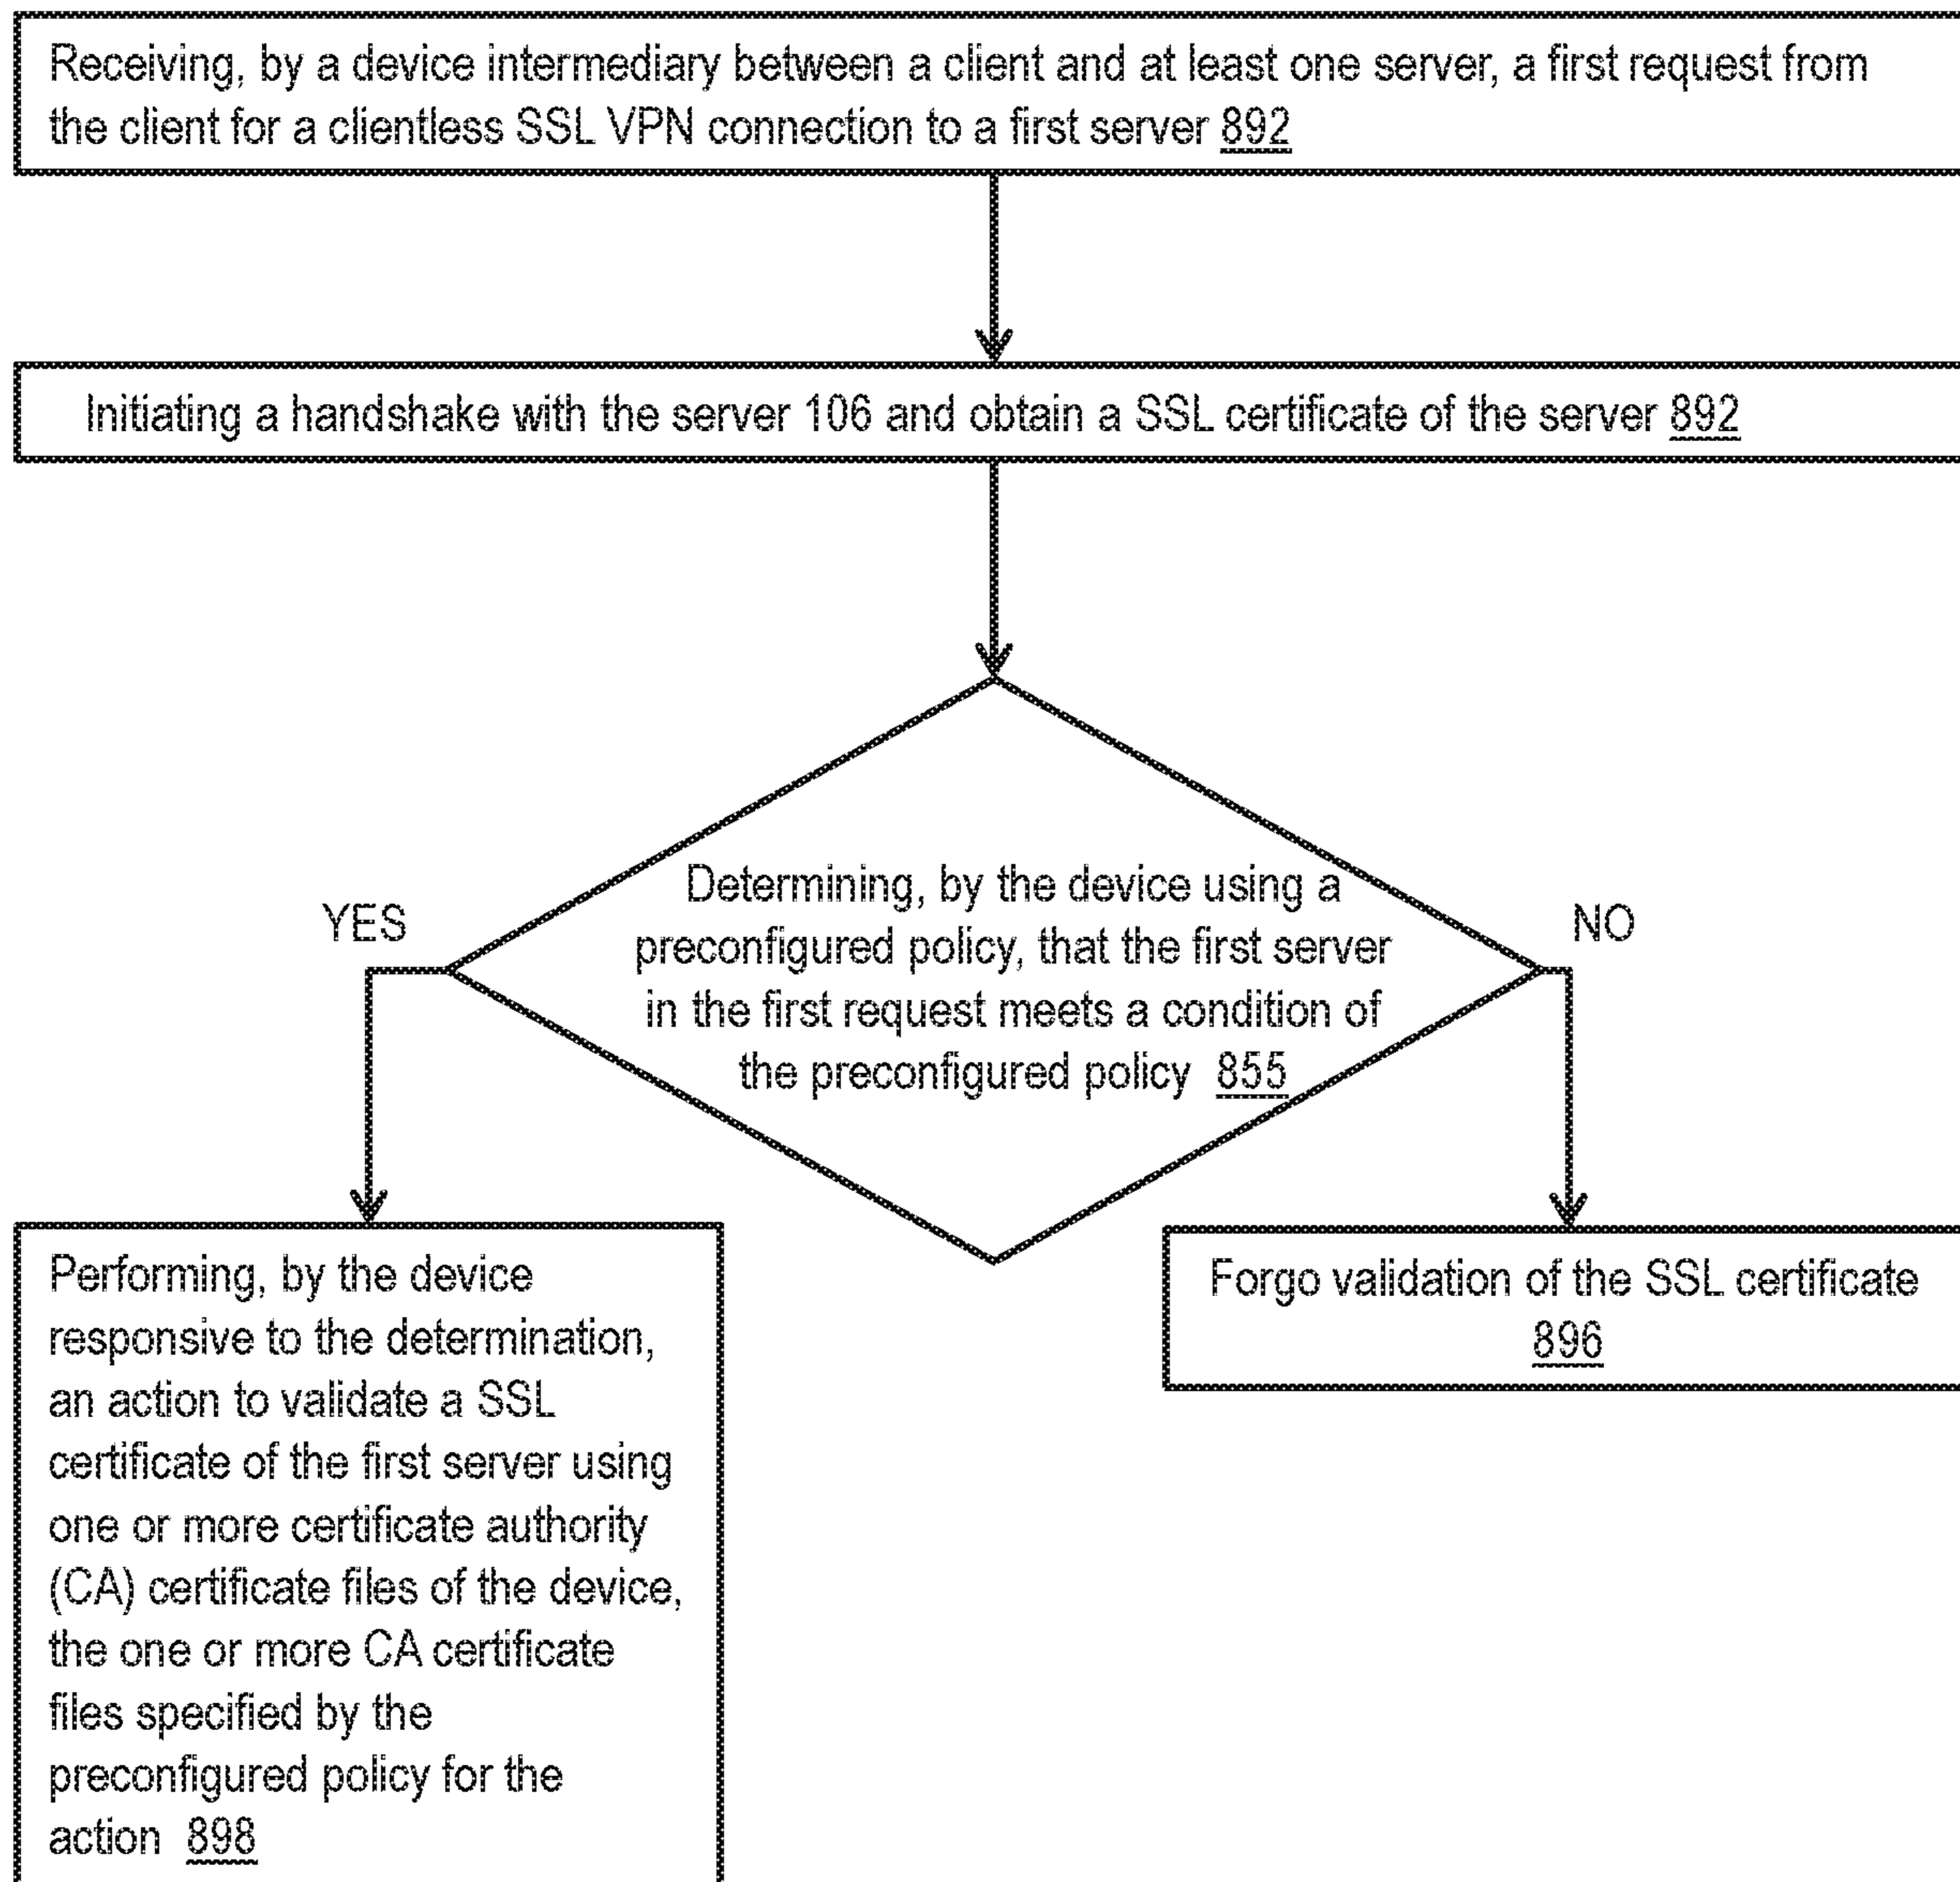 Receiving, by a device intermediary between a client and at least one server, a first request from
the client for a clientless SSL VPN connection to a first server 892
Initiating a handshake with the server 106 and obtain a SSL certificate of the server 892
Determining, by the device using a
preconfigured policy, that the first server
in the first request meets a condition of
the preconfigured policy 855
YES
NO
Performing, by the device
responsive to the determination,
an action to validate a SSL
certificate of the first server using
one or more certificate authority
(CA) certificate files of the device,
the one or more CA certificate
files specified by the
preconfigured policy for the
action 898
Forgo validation of the SSL certificate
896